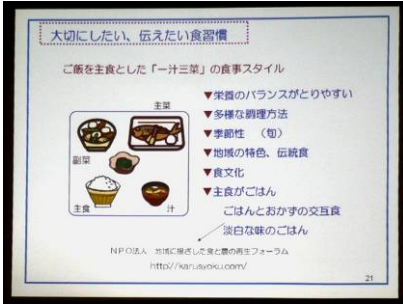 大切にしたい、伝えたい食習慣
ご飯を主食とした「一汁三菜」の食事スタイル
主菜
副菜
主食
汁
▼栄養のバランスがとりやすい
▼多様な調理方法
▼季節性 (旬)
▼地域の特色、伝統食
▼食文化
▼主食がごはん
ごはんとおかずの交互食
淡白な味のごはん
NPO法人 地域に根ざした食と農の再生フォーラム
http://karusyoku.com/
21